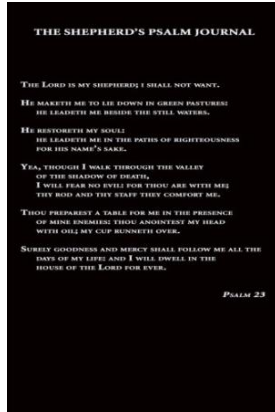 THE SHEPHERD'S PSALM JOURNAL
THE LORD IS MY SHEPHERD; I SHALL NOT WANT.
HE MAKETH ME TO LIE DOWN IN GREEN PASTURES:
HE LEADETH ME BESIDE THE STILL WATERS.
HE RESTORETH MY SOUL:
HE LEADETH ME IN THE PATHS OF RIGHTEOUSNESS
FOR HIS NAME'S SAKE.
YEA, THOUGH I WALK THROUGH THE VALLEY
OF THE SHADOW OF DEATH,
I WILL FEAR NO EVIL: FOR THOU ARE WITH ME;
THY ROD AND THY STAFF THEY COMFORT ME.
THOU PREPAREST A TABLE FOR ME IN THE PRESENCE
OF MINE ENEMIES: THOU ANOINTEST MY HEAD
WITH OIL; MY CUP RUNNETH OVER.
SURELY GOODNESS AND MERCY SHALL FOLLOW ME ALL THE
DAYS OF MY LIFE: AND I WILL DWELL IN THE
HOUSE OF THE LORD FOR EVER.
PSALM 23